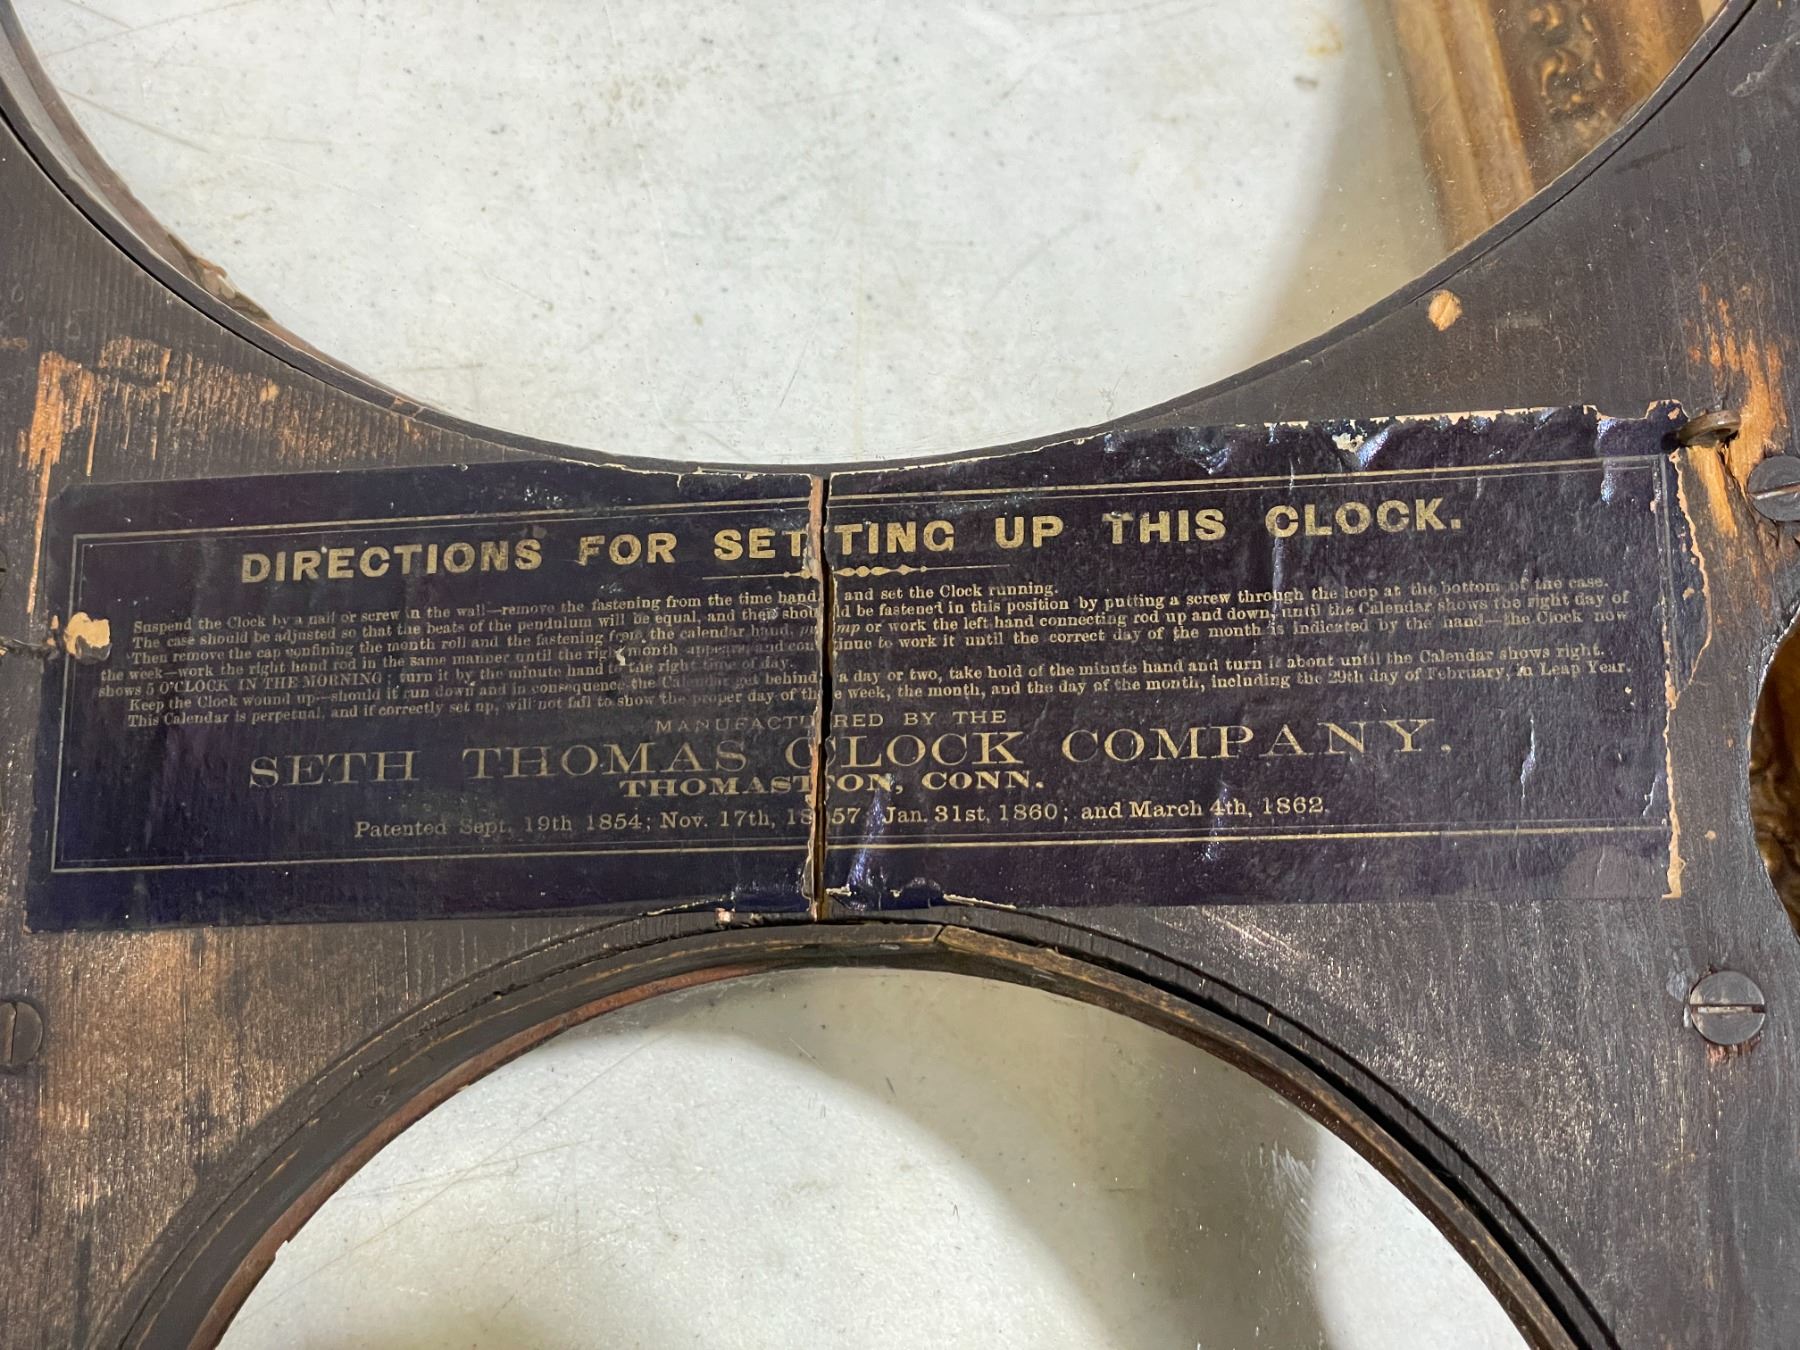 DIRECTIONS FOR SETTING UP THIS CLOCK.
Suspend the Clock by a nail or screw in the wall—remove the fastening from the time hand and set the Clock running.
The case should be adjusted so that the beats of the pendulum will be equal, and then should be fastened in this position by putting a screw through the loop at the bottom of the case.
Then remove the cap confining the month roll and the fastening from the calendar hand, pump or work the left hand connecting rod up and down, until the Calendar shows the right day of
the week—work the right hand rod in the same manner until the right month appears and continue to work it until the correct day of the month is indicated by the hand—the Clock now
shows 5 O'CLOCK IN THE MORNING; turn it by the minute hand to the right time of day.
Keep the Clock wound up—should it run down and in consequence the Calendar get behind a day or two, take hold of the minute hand and turn it about until the Calendar shows right.
This Calendar is perpetual, and if correctly set up, will not fail to show the proper day of the week, the month, and the day of the month, including the 29th day of February, in Leap Year.
MANUFACTURED BY THE
SETH THOMAS CLOCK COMPANY.
THOMASTON, CONN.
Patented Sept. 19th 1854; Nov. 17th, 1857; Jan. 31st, 1860; and March 4th, 1862.